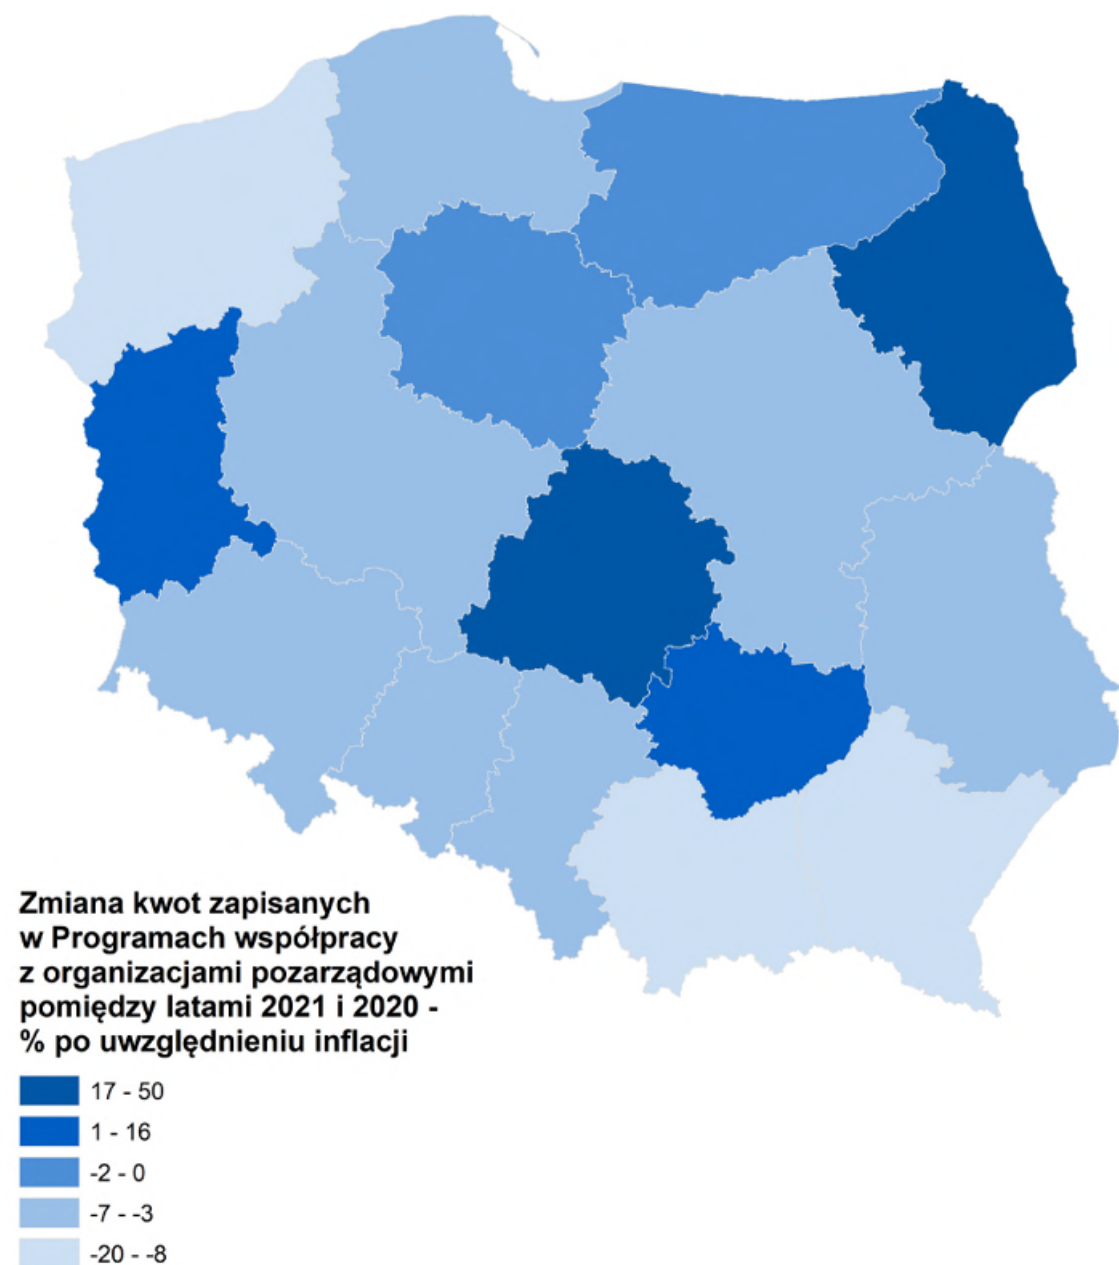 Zmiana kwot zapisanych
w Programach współpracy
z organizacjami pozarządowymi
pomiędzy latami 2021 i 2020 -
% po uwzględnieniu inflacji
17 - 50
1 - 16
-2 - 0
-7 - -3
-20 - -8